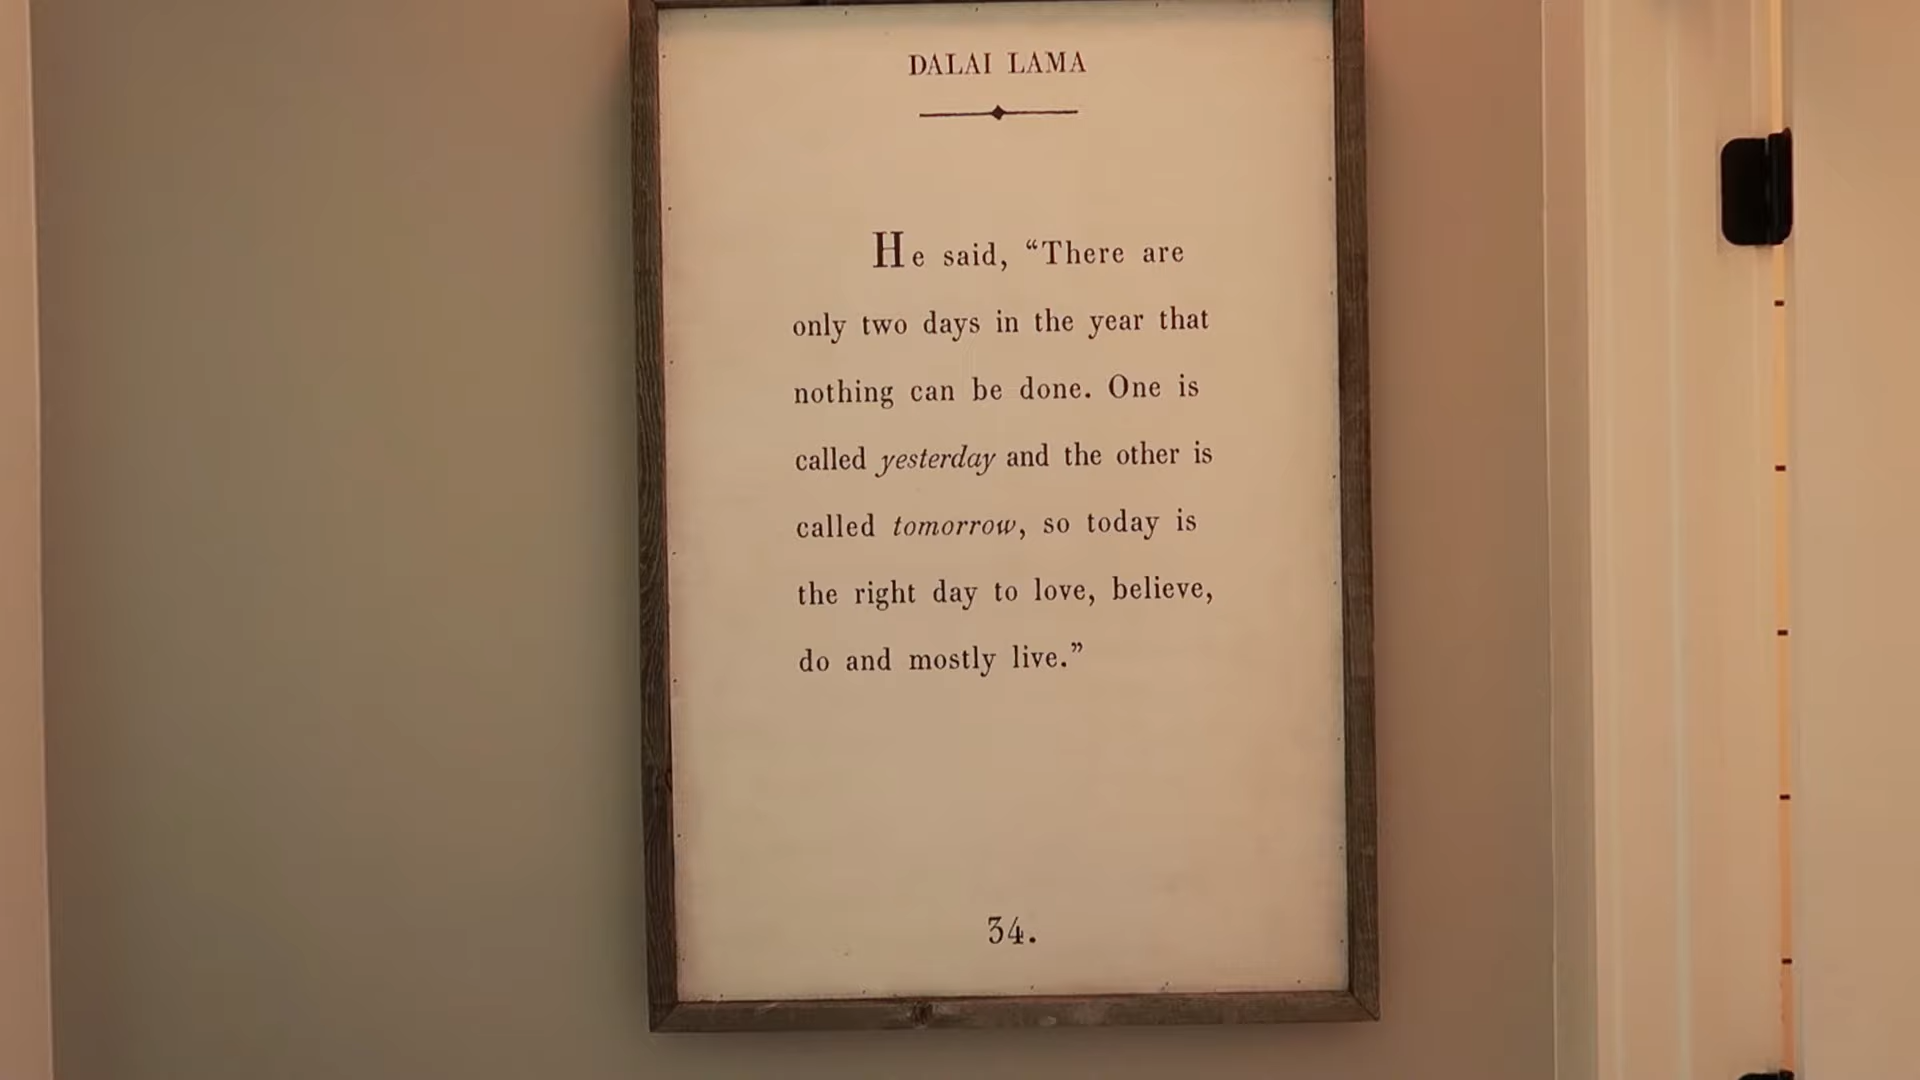 DALAI LAMA
He said, “There are
only two days in the year that
nothing can be done. One is
called yesterday and the other is
called tomorrow, so today is
the right day to love, believe,
do and mostly live.”
34.